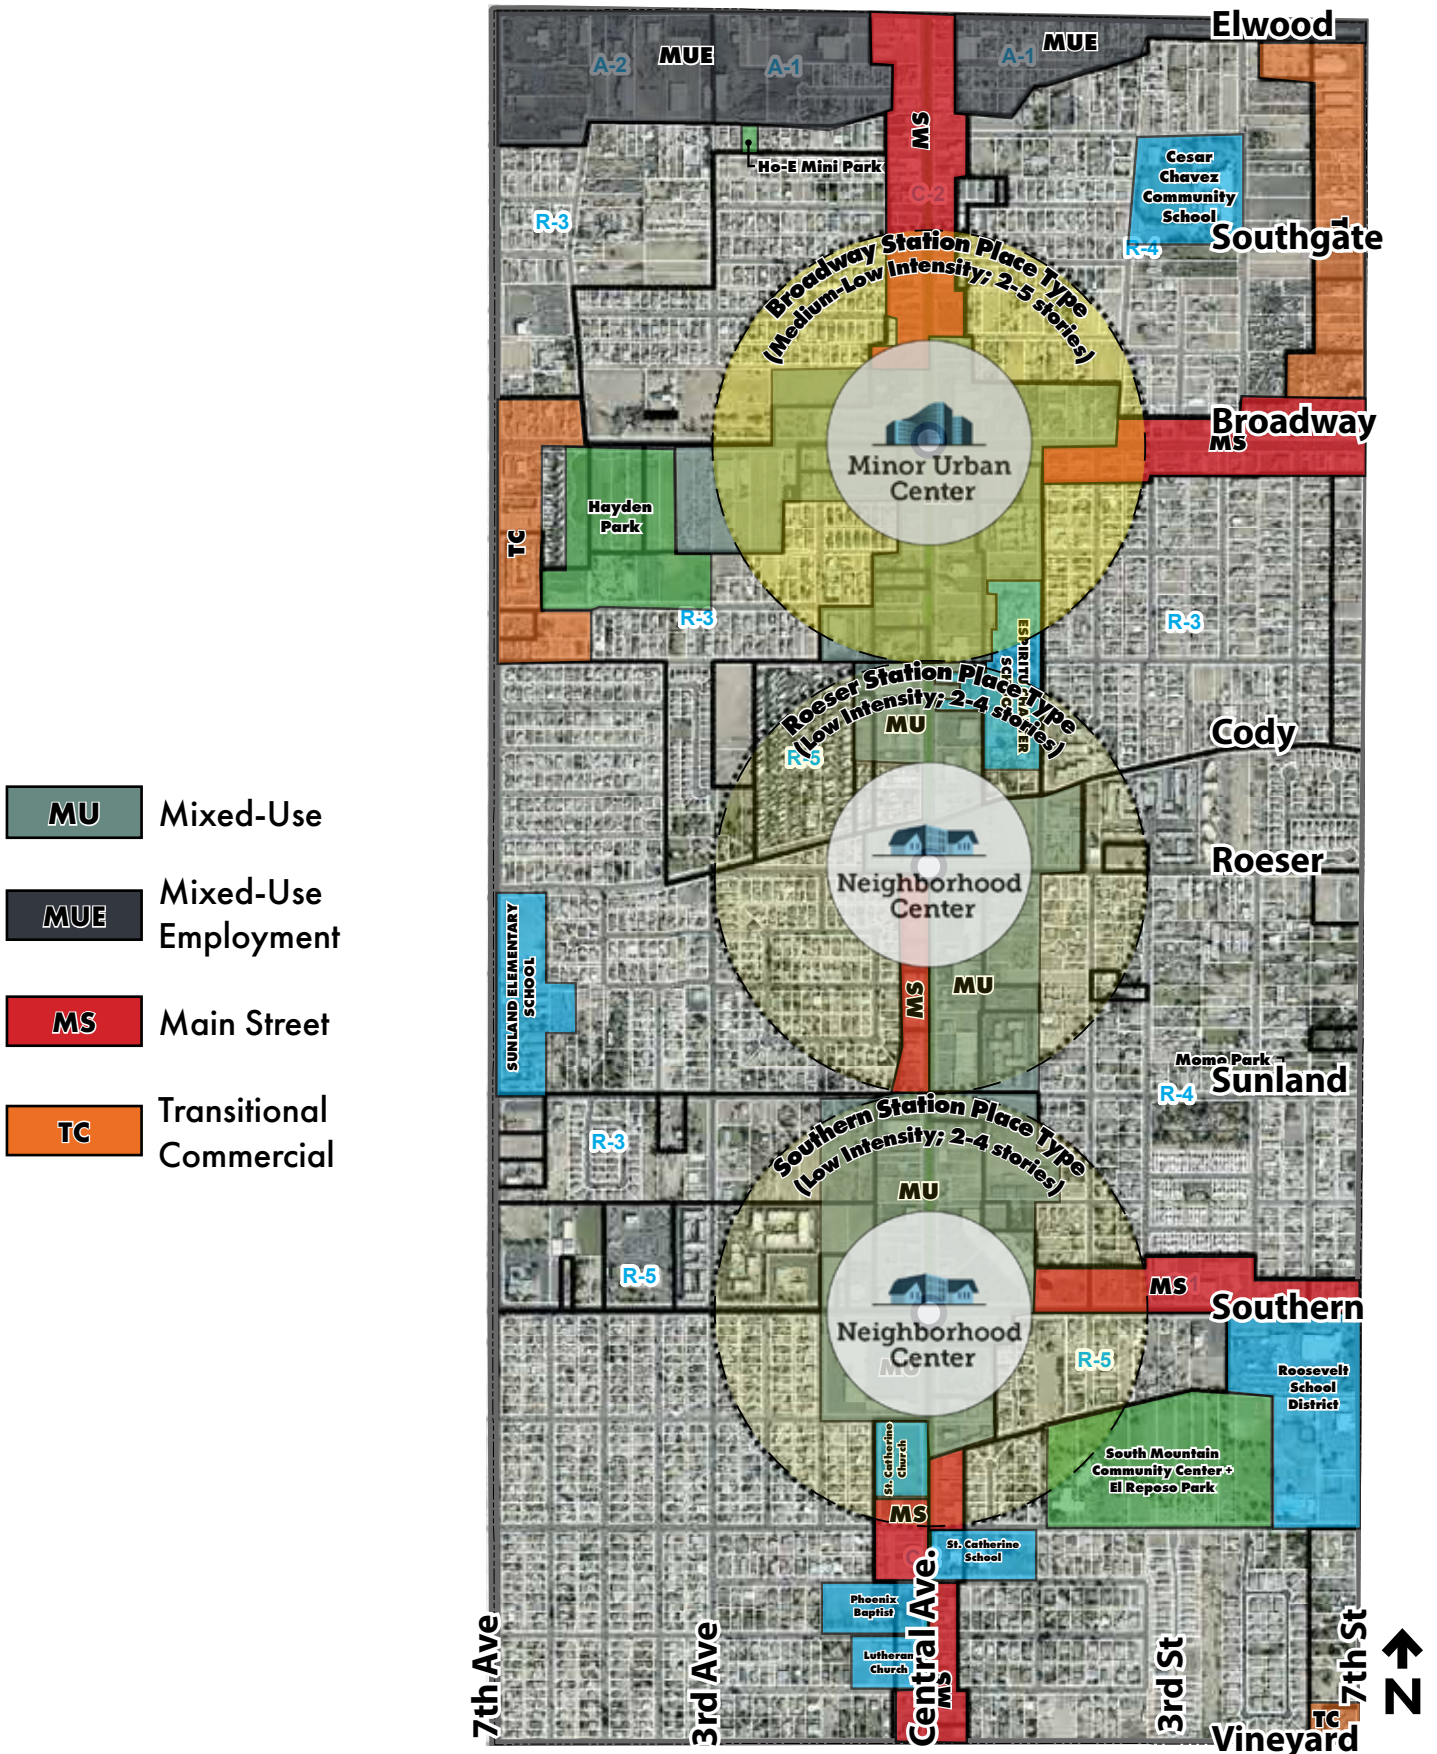 Elwood
A-2
MUE
A-1
A-1
MUE
MS
Ho-E Mini Park
C-2
R-3
Cesar
Chavez
Community
School
R-4
Southgate
Broadway Station Place Type
(Medium-Low Intensity; 2-5 stories)
Broadway
MS
Minor Urban
Center
Hayden
Park
TC
R-3
R-3
Roeser Station Place Type
(Low Intensity; 2-4 stories)
MU
R-5
Cody
MU
Mixed-Use
Roeser
Neighborhood
Center
MUE
Mixed-Use
Employment
SUNLAND ELEMENTARY
SCHOOL
MS
MU
MS
Main Street
Momo Park
Sunland
R-4
TC
Transitional
Commercial
Southern Station Place Type
(Low Intensity; 2-4 stories)
R-3
MU
R-5
MS
Southern
Neighborhood
Center
MU
R-5
Roosevelt
School
District
St. Catherine
Church
South Mountain
Community Center +
El Reposo Park
MS
St. Catherine
School
Phoenix
Baptist
Lutheran
Church
MS
7th Ave
3rd Ave
Central Ave.
3rd St
7th St
N
TC
Vineyard